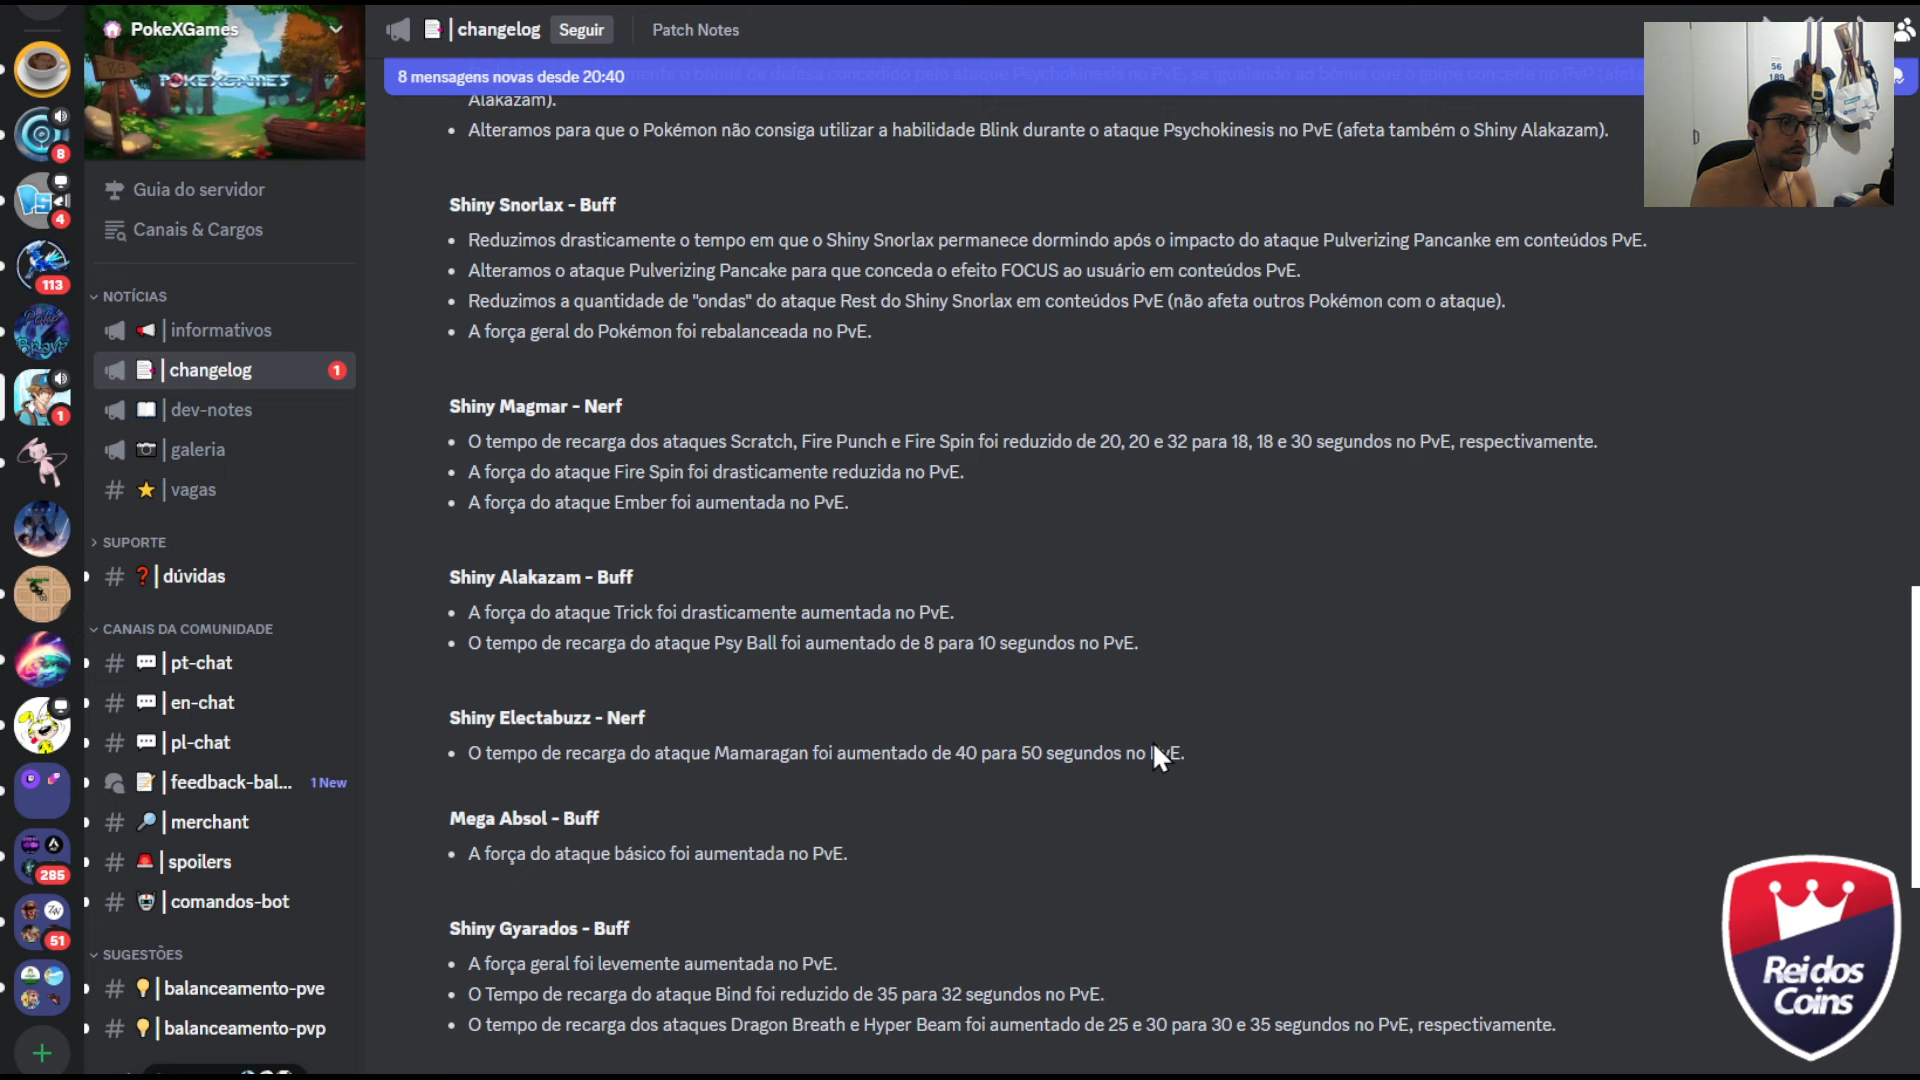 PokeXGames
changelog
Seguir
Patch Notes
8 mensagens novas desde 20:40
POKEXGAMES
Guia do servidor
Canais & Cargos
NOTÍCIAS
informativos
changelog
1
dev-notes
galeria
vagas
SUPORTE
dúvidas
CANAIS DA COMUNIDADE
pt-chat
en-chat
pl-chat
feedback-bal...
1 New
merchant
spoilers
comandos-bot
SUGESTÕES
balanceamento-pve
balanceamento-pvp
8
4
113
1
285
51
Alakazam).
• Alteramos para que o Pokémon não consiga utilizar a habilidade Blink durante o ataque Psychokinesis no PvE (afeta também o Shiny Alakazam).
Shiny Snorlax - Buff
• Reduzimos drasticamente o tempo em que o Shiny Snorlax permanece dormindo após o impacto do ataque Pulverizing Pancanke em conteúdos PvE.
• Alteramos o ataque Pulverizing Pancake para que conceda o efeito FOCUS ao usuário em conteúdos PvE.
• Reduzimos a quantidade de "ondas" do ataque Rest do Shiny Snorlax em conteúdos PvE (não afeta outros Pokémon com o ataque).
• A força geral do Pokémon foi rebalanceada no PvE.
Shiny Magmar - Nerf
• O tempo de recarga dos ataques Scratch, Fire Punch e Fire Spin foi reduzido de 20, 20 e 32 para 18, 18 e 30 segundos no PvE, respectivamente.
• A força do ataque Fire Spin foi drasticamente reduzida no PvE.
• A força do ataque Ember foi aumentada no PvE.
Shiny Alakazam - Buff
• A força do ataque Trick foi drasticamente aumentada no PvE.
• O tempo de recarga do ataque Psy Ball foi aumentado de 8 para 10 segundos no PvE.
Shiny Electabuzz - Nerf
• O tempo de recarga do ataque Mamaragan foi aumentado de 40 para 50 segundos no PvE.
Mega Absol - Buff
• A força do ataque básico foi aumentada no PvE.
Shiny Gyarados - Buff
• A força geral foi levemente aumentada no PvE.
• O Tempo de recarga do ataque Bind foi reduzido de 35 para 32 segundos no PvE.
• O tempo de recarga dos ataques Dragon Breath e Hyper Beam foi aumentado de 25 e 30 para 30 e 35 segundos no PvE, respectivamente.
Rei dos
Coins